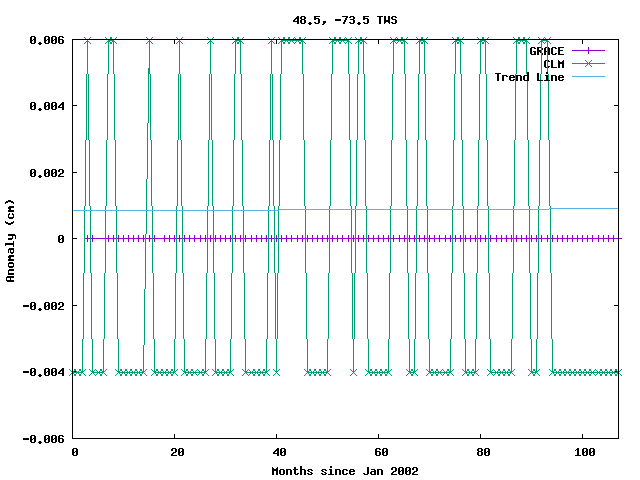 48.5, -73.5 TWS
0.006
0.004
0.002
0
-0.002
-0.004
-0.006
Anomaly (cm)
GRACE
CLM
Trend Line
0 20 40 60 80 100
Months since Jan 2002